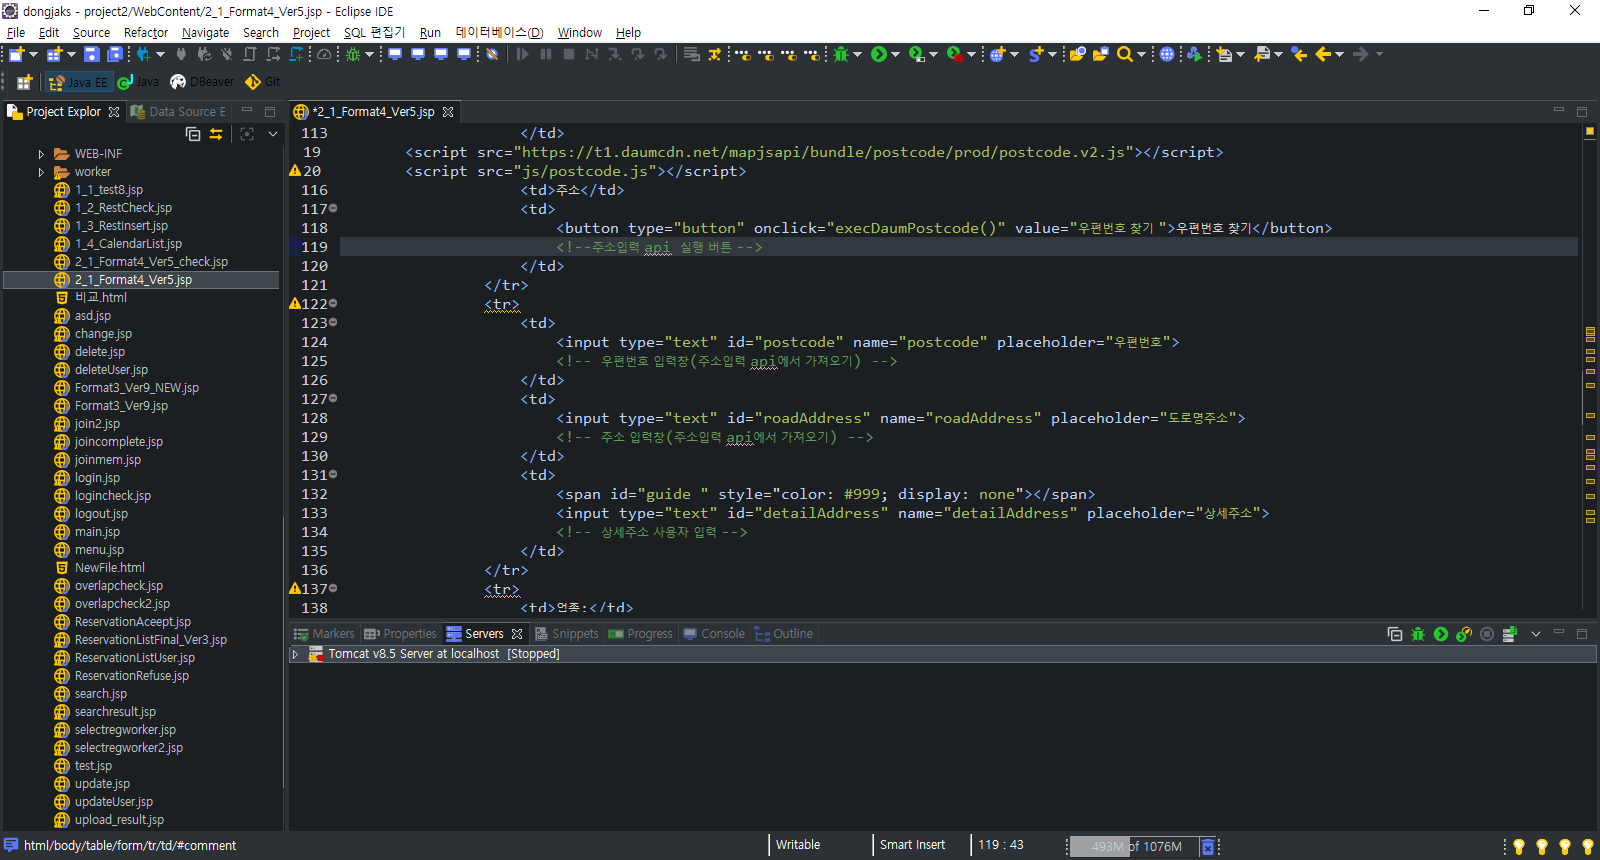 dongjaks - project2/WebContent/2_1_Format4_Ver5.jsp - Eclipse IDE
File Edit Source Refactor Navigate Search Project SQL 편집기 Run 데이터베이스(D) Window Help
Java EE Java DBeaver Git
Project Explor Data Source E
WEB-INF
worker
1_1_test8.jsp
1_2_RestCheck.jsp
1_3_RestInsert.jsp
1_4_CalendarList.jsp
2_1_Format4_Ver5_check.jsp
2_1_Format4_Ver5.jsp
비교.html
asd.jsp
change.jsp
delete.jsp
deleteUser.jsp
Format3_Ver9_NEW.jsp
Format3_Ver9.jsp
join2.jsp
joincomplete.jsp
joinmem.jsp
login.jsp
logincheck.jsp
logout.jsp
main.jsp
menu.jsp
NewFile.html
overlapcheck.jsp
overlapcheck2.jsp
ReservationAceept.jsp
ReservationListFinal_Ver3.jsp
ReservationListUser.jsp
ReservationRefuse.jsp
search.jsp
searchresult.jsp
selectregworker.jsp
selectregworker2.jsp
test.jsp
update.jsp
updateUser.jsp
upload_result.jsp
*2_1_Format4_Ver5.jsp
113 </td>
19 <script src="https://t1.daumcdn.net/mapjsapi/bundle/postcode/prod/postcode.v2.js"></script>
20 <script src="js/postcode.js"></script>
116 <td>주소</td>
117 <td>
118 <button type="button" onclick="execDaumPostcode()" value="우편번호 찾기 ">우편번호 찾기</button>
119 <!--주소입력 api 실행 버튼 -->
120 </td>
121 </tr>
122 <tr>
123 <td>
124 <input type="text" id="postcode" name="postcode" placeholder="우편번호">
125 <!-- 우편번호 입력창(주소입력 api에서 가져오기) -->
126 </td>
127 <td>
128 <input type="text" id="roadAddress" name="roadAddress" placeholder="도로명주소">
129 <!-- 주소 입력창(주소입력 api에서 가져오기) -->
130 </td>
131 <td>
132 <span id="guide " style="color: #999; display: none"></span>
133 <input type="text" id="detailAddress" name="detailAddress" placeholder="상세주소">
134 <!-- 상세주소 사용자 입력 -->
135 </td>
136 </tr>
137 <tr>
138 <td>업종:</td>
Markers Properties Servers Snippets Progress Console Outline
Tomcat v8.5 Server at localhost [Stopped]
html/body/table/form/tr/td/#comment Writable Smart Insert 119 : 43 493M of 1076M